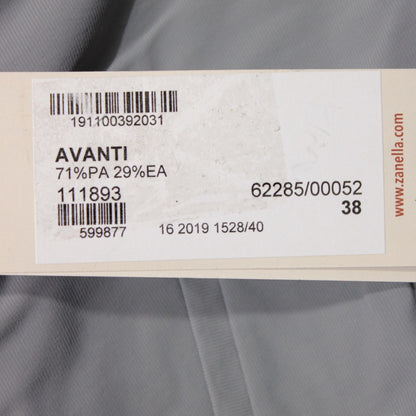 191100392031
AVANTI
71%PA 29%EA
111893 62285/00052
38
599877 16 2019 1528/40
www.zanella.com